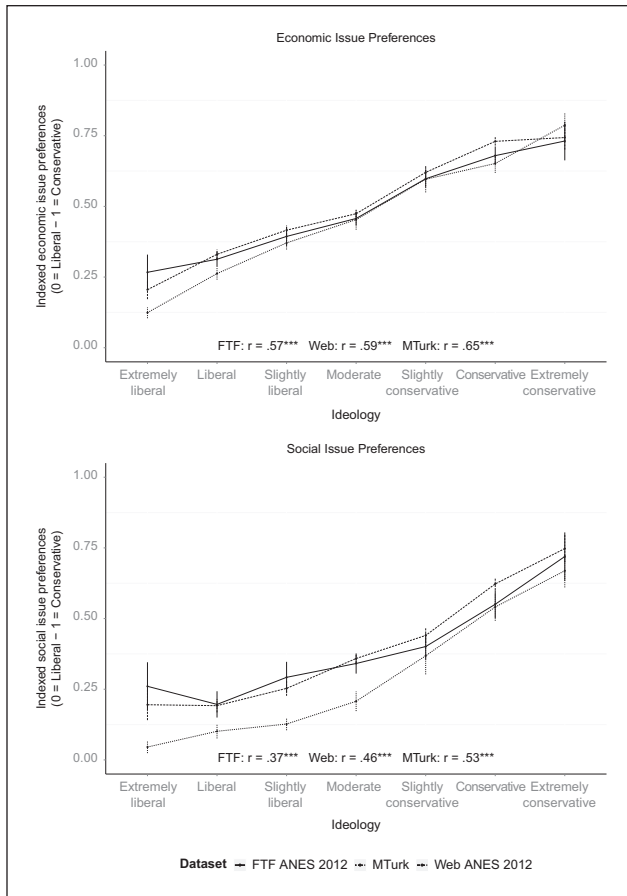 Economic Issue Preferences
Indexed economic issue preferences
(0 = Liberal − 1 = Conservative)
1.00
0.75
0.50
0.25
0.00
FTF: r = .57*** Web: r = .59*** MTurk: r = .65***
Extremely liberal
Liberal
Slightly liberal
Moderate
Slightly conservative
Conservative
Extremely conservative
Ideology
Social Issue Preferences
Indexed social issue preferences
(0 = Liberal − 1 = Conservative)
1.00
0.75
0.50
0.25
0.00
FTF: r = .37*** Web: r = .46*** MTurk: r = .53***
Extremely liberal
Liberal
Slightly liberal
Moderate
Slightly conservative
Conservative
Extremely conservative
Ideology
Dataset FTF ANES 2012 MTurk Web ANES 2012